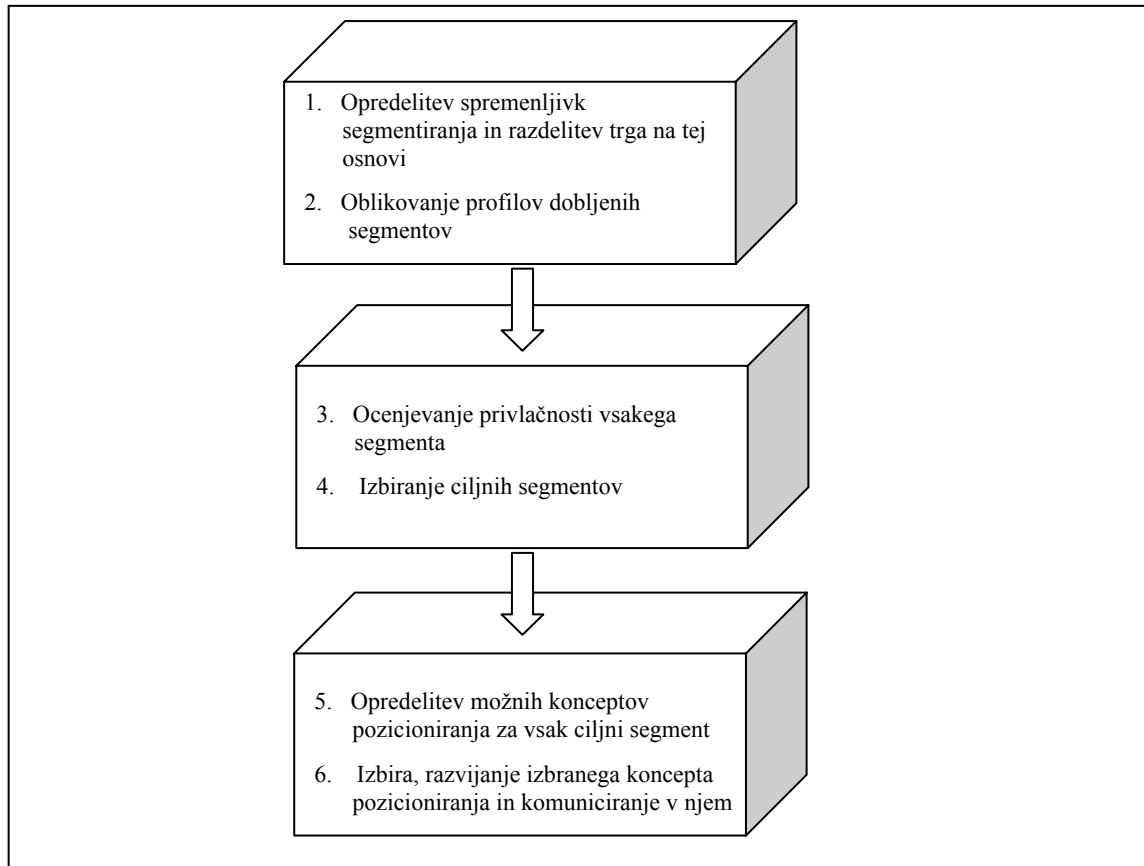 1. Opredelitev spremenljivk
segmentiranja in razdelitev trga na tej
osnovi
2. Oblikovanje profilov dobljenih
segmentov
3. Ocenjevanje privlačnosti vsakega
segmenta
4. Izbiranje ciljnih segmentov
5. Opredelitev možnih konceptov
pozicioniranja za vsak ciljni segment
6. Izbira, razvijanje izbranega koncepta
pozicioniranja in komuniciranje v njem